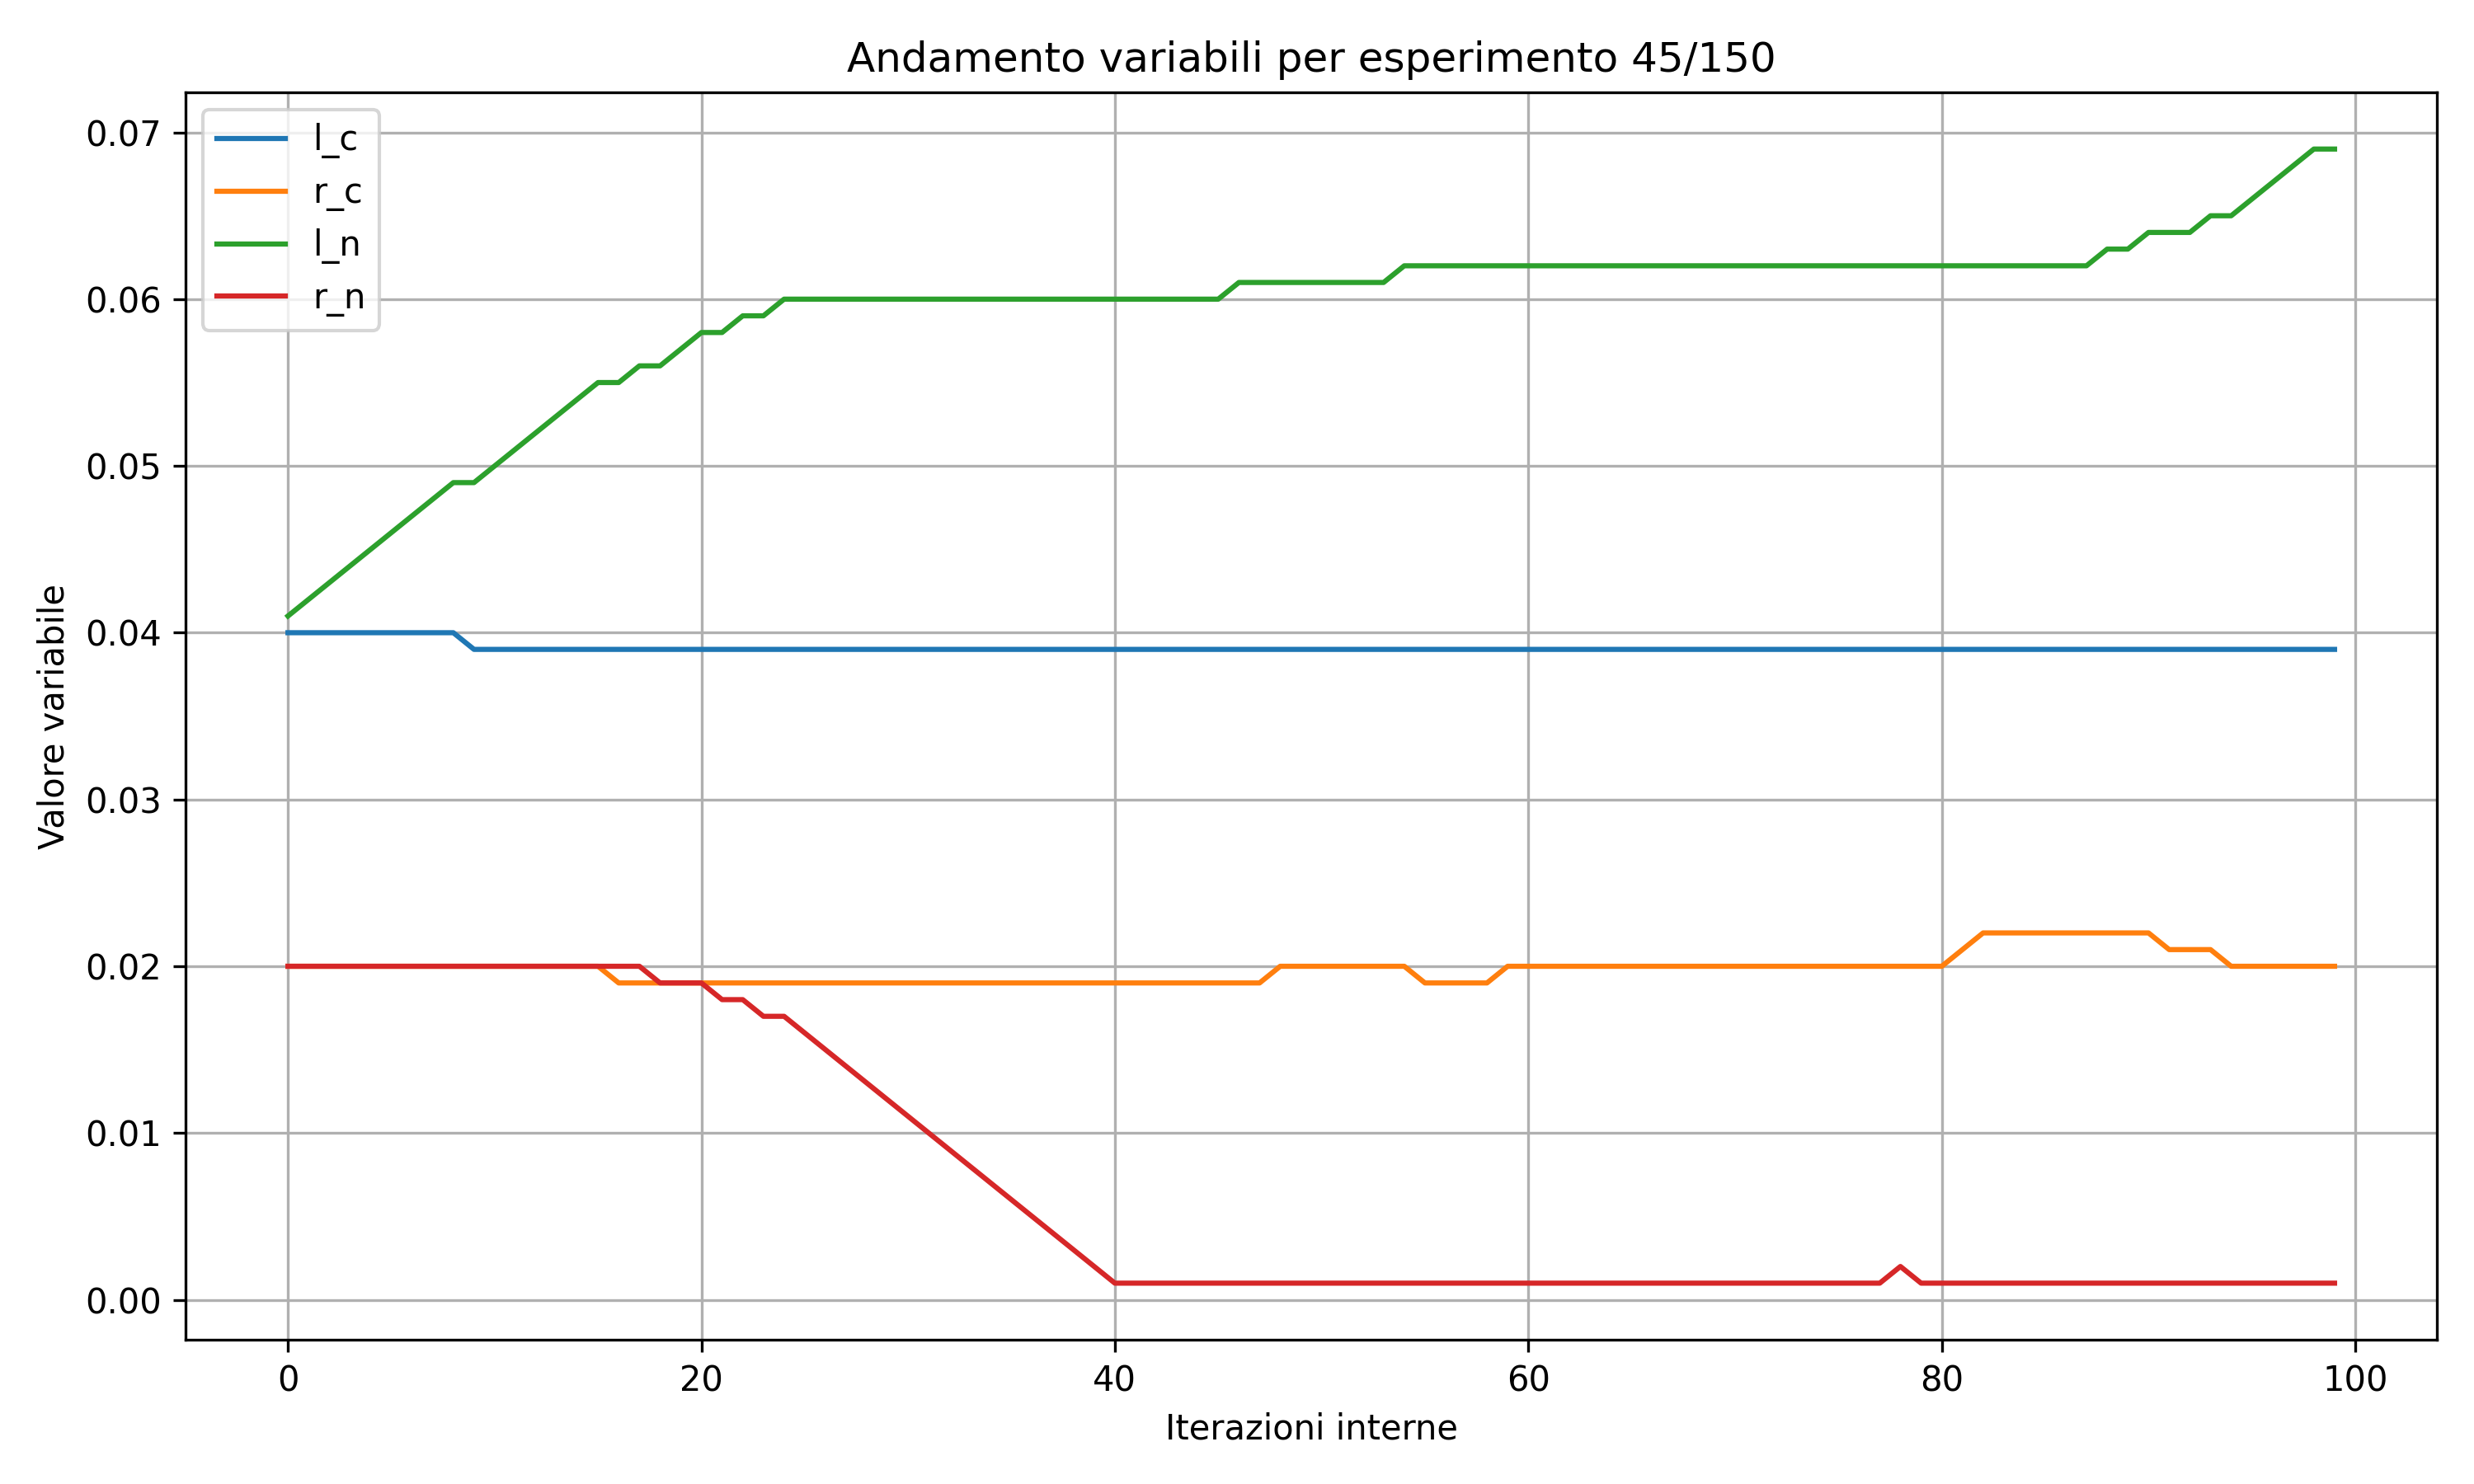 Andamento variabili per esperimento 45/150
l_c
r_c
l_n
r_n
Valore variabile
0.07
0.06
0.05
0.04
0.03
0.02
0.01
0.00
0 20 40 60 80 100
Iterazioni interne